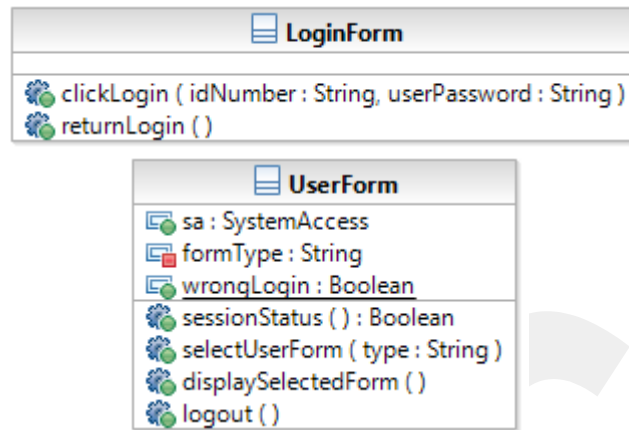 LoginForm
clickLogin ( idNumber : String, userPassword : String )
returnLogin ( )
UserForm
sa : SystemAccess
formType : String
wrongLogin : Boolean
sessionStatus ( ) : Boolean
selectUserForm ( type : String )
displaySelectedForm ( )
logout ( )